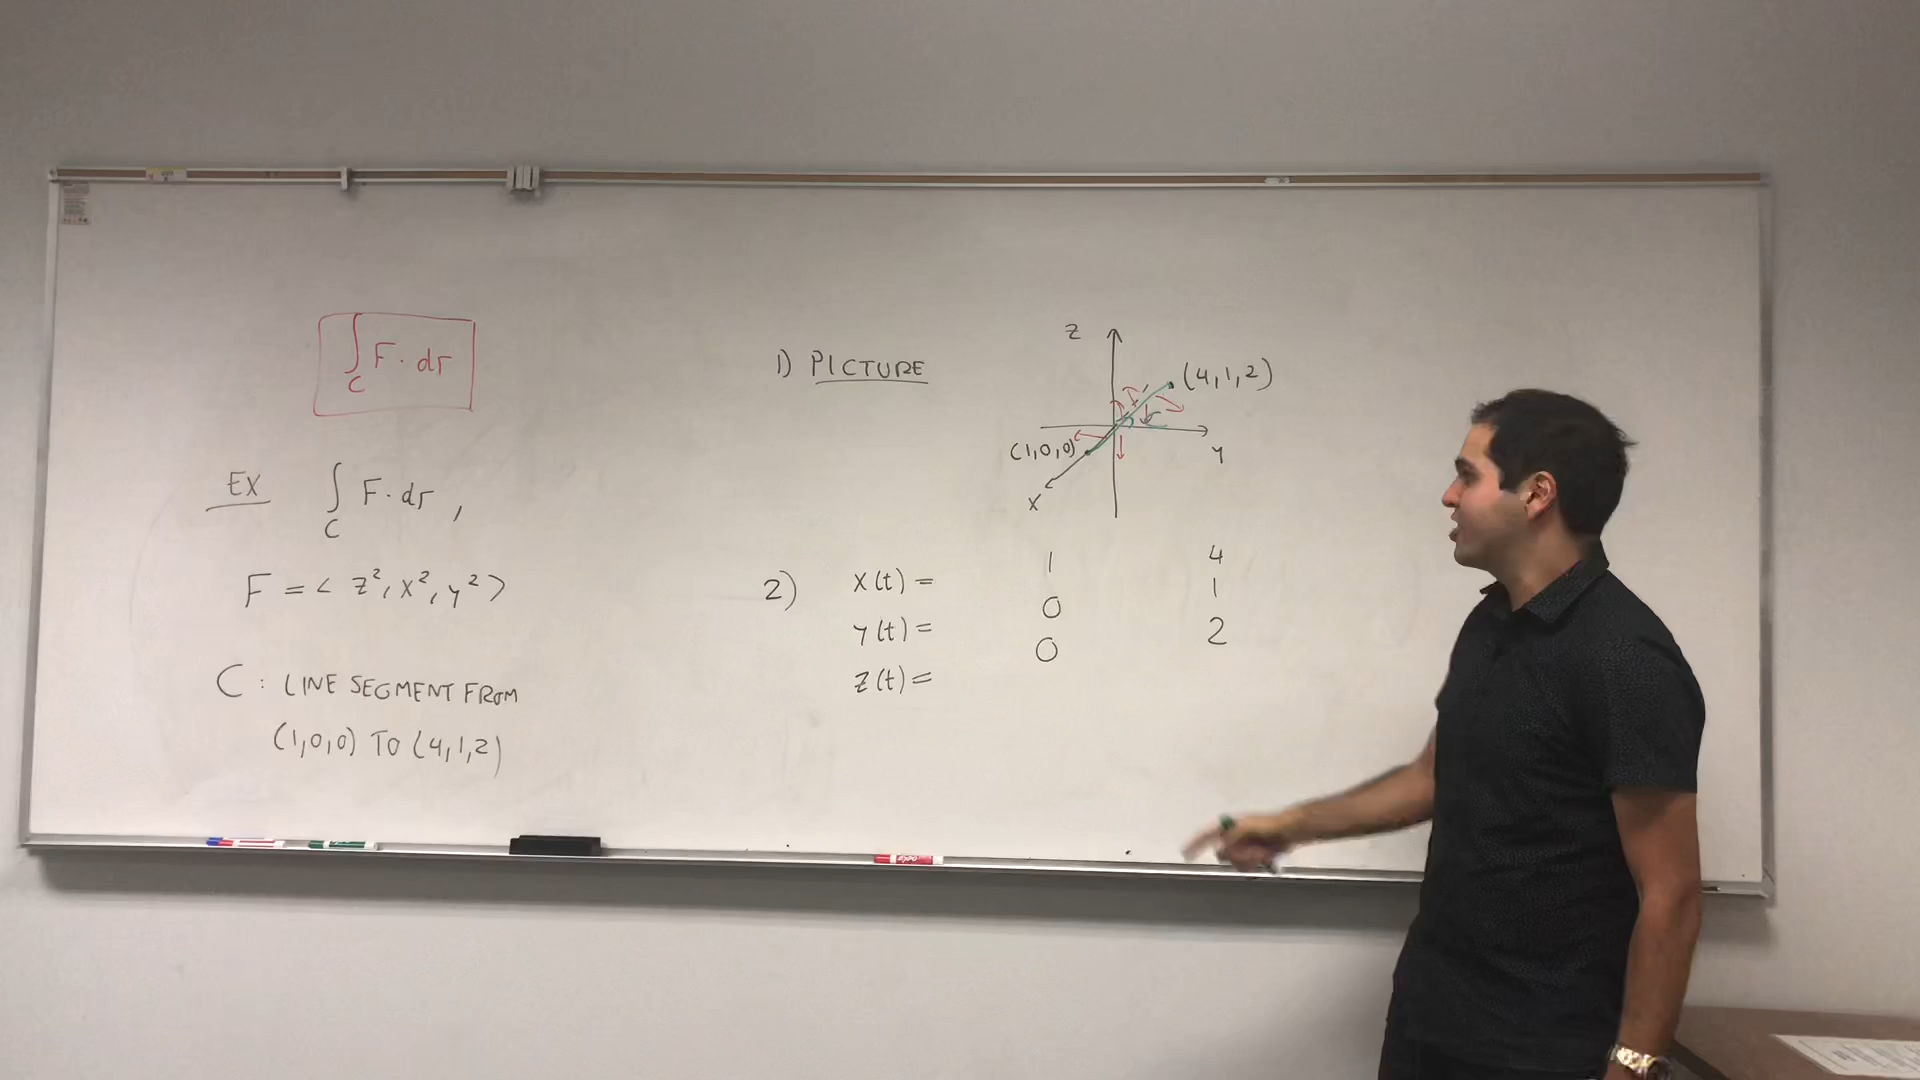 ∫_C F · dr
EX ∫_C F · dr ,
F = < z², x², y² >
C : LINE SEGMENT FROM
(1,0,0) TO (4,1,2)
1) PICTURE
z
(4,1,2)
(1,0,0)
y
x
2) x(t) = 1 4
y(t) = 0 1
z(t) = 0 2